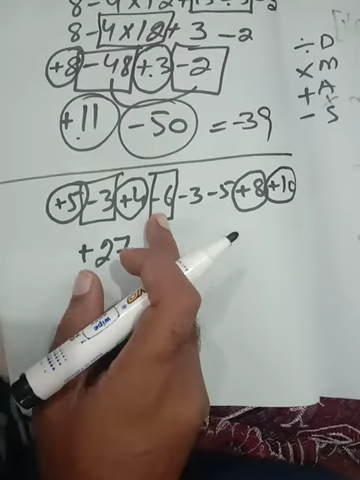 8 - 4 × 12 + 3 - 2
+8 - 48 + 3 - 2
+11 -50 = -39
÷ D
× M
+ A
- S
+5 -3 +4 -6 -3 -5 +8 +10
+27
wipe